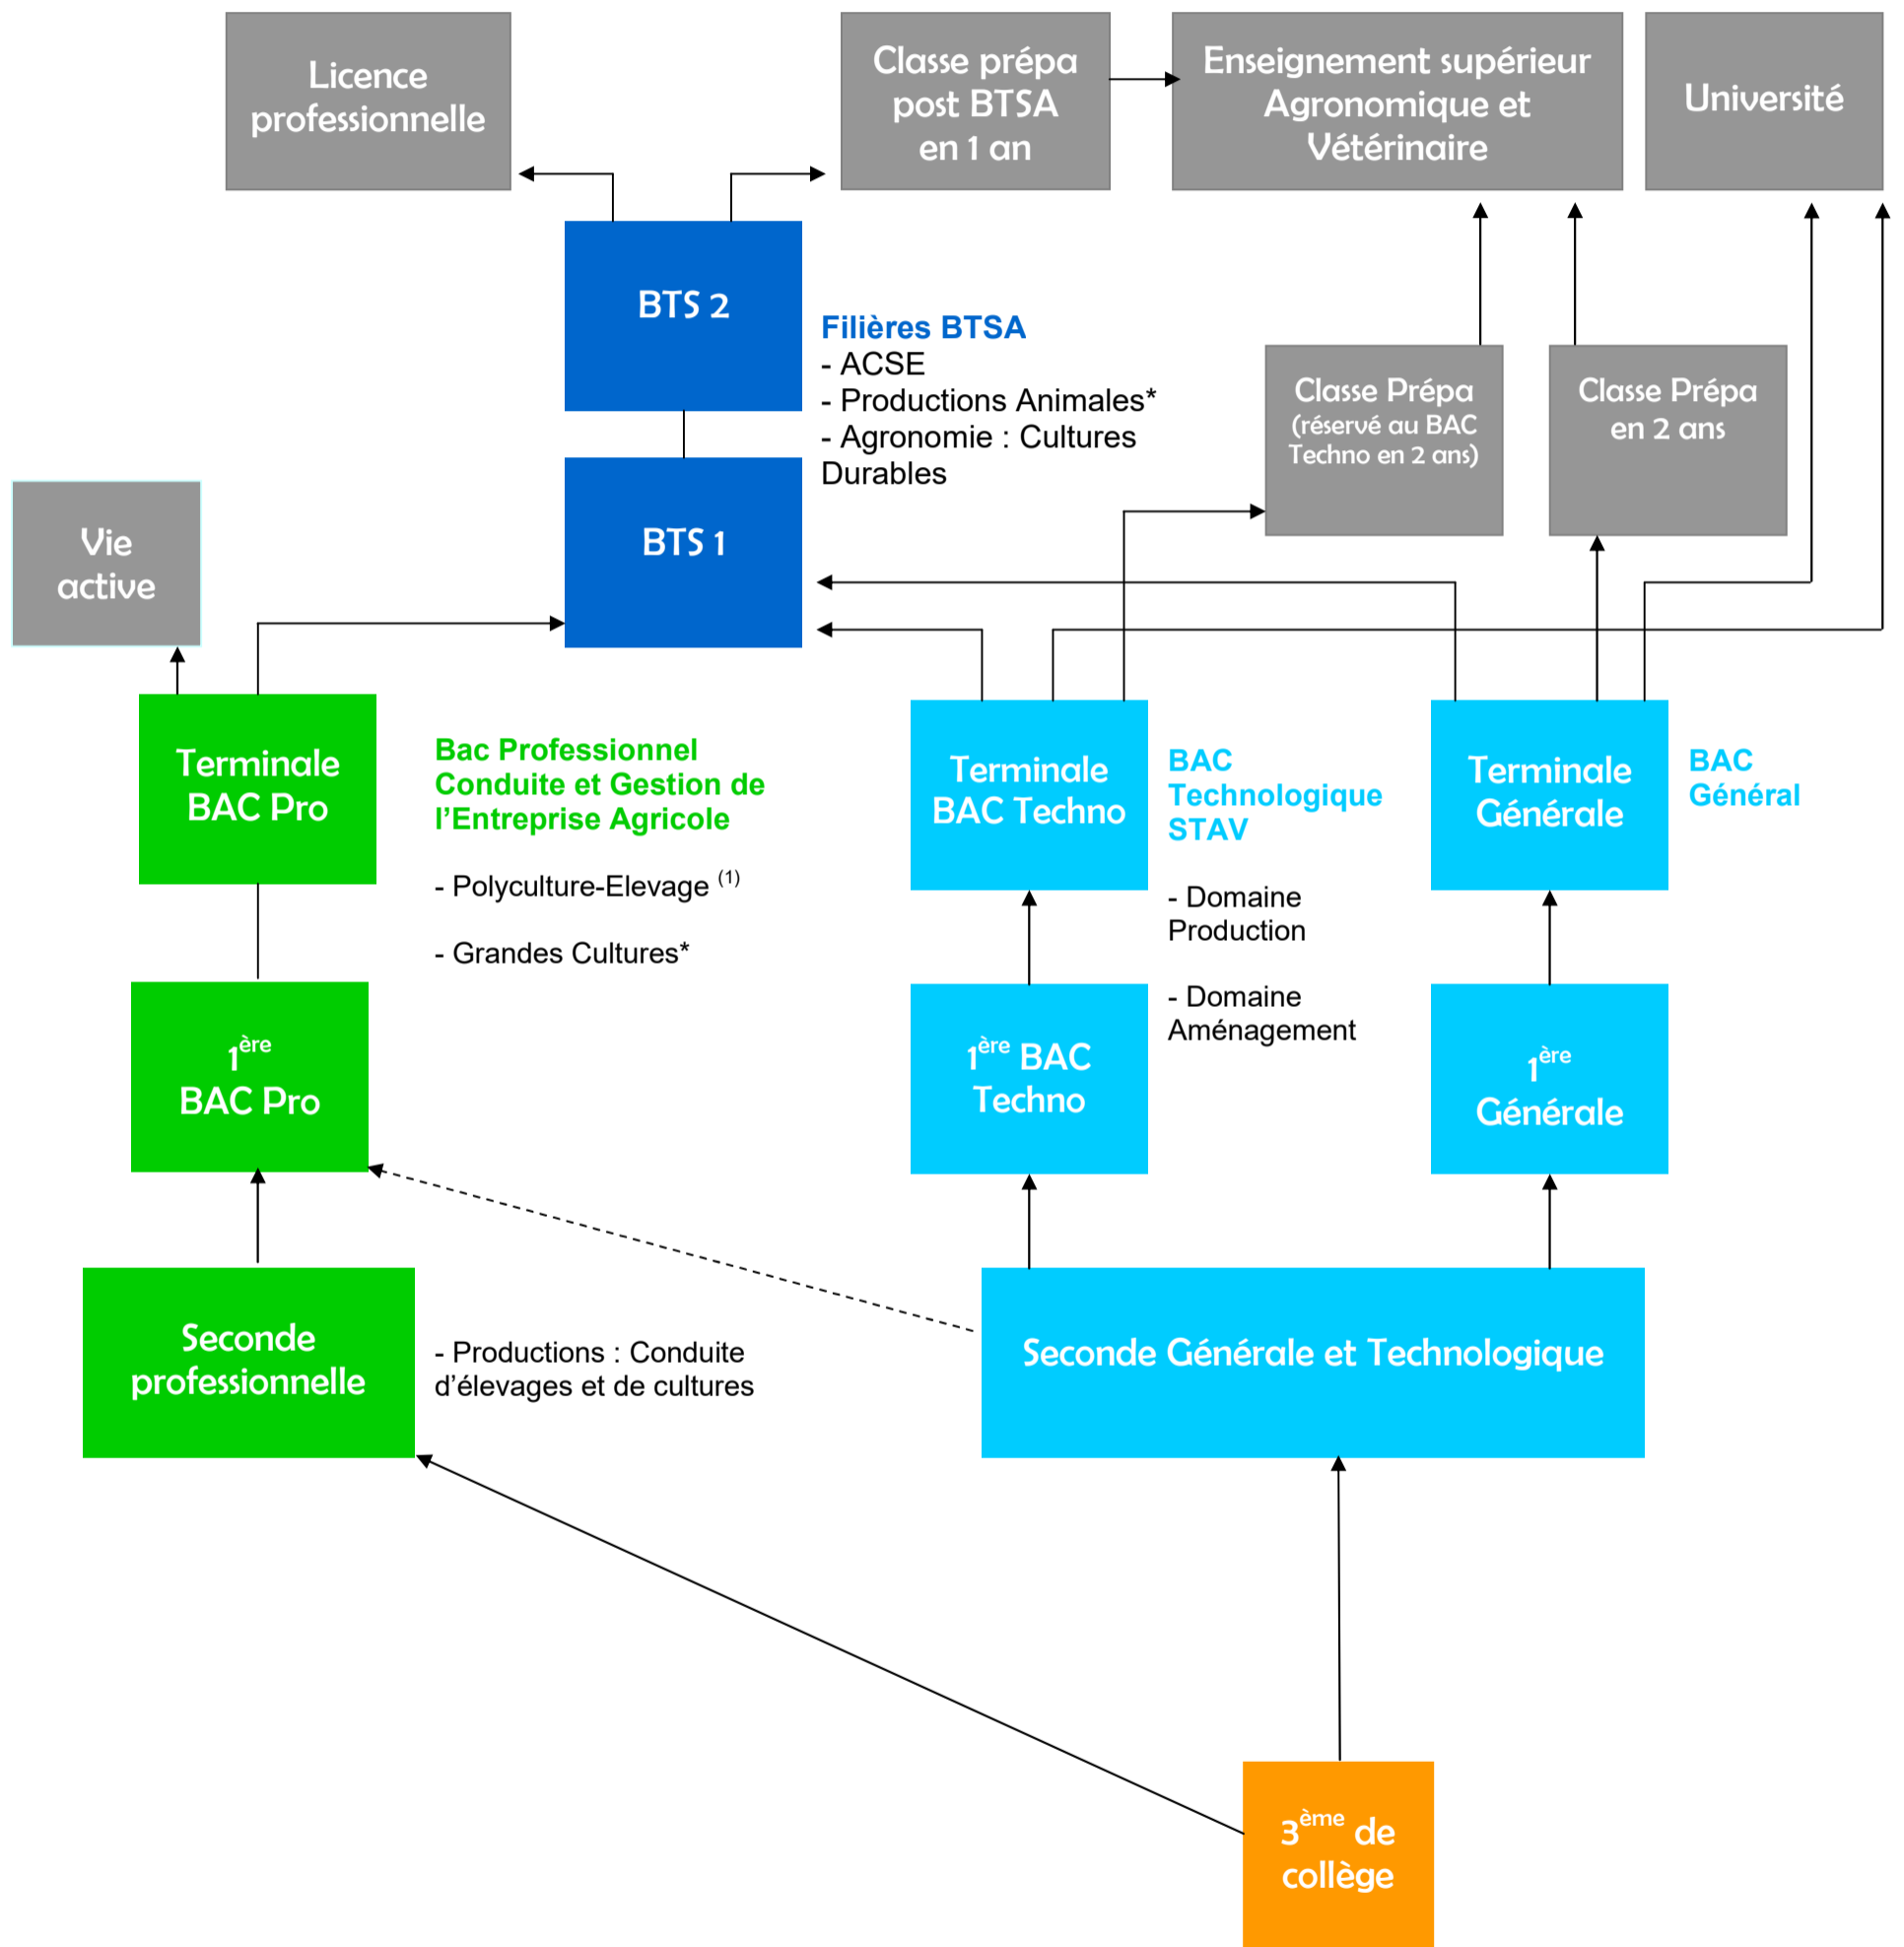 Licence
professionnelle
Classe prépa
post BTSA
en 1 an
Enseignement supérieur
Agronomique et
Vétérinaire
Université
BTS 2
Filières BTSA
- ACSE
- Productions Animales*
- Agronomie : Cultures
Durables
Classe Prépa
(réservé au BAC
Techno en 2 ans)
Classe Prépa
en 2 ans
Vie
active
BTS 1
Terminale
BAC Pro
Bac Professionnel
Conduite et Gestion de
l’Entreprise Agricole
- Polyculture-Elevage (1)
- Grandes Cultures*
Terminale
BAC Techno
BAC
Technologique
STAV
- Domaine
Production
- Domaine
Aménagement
Terminale
Générale
BAC
Général
1ère
BAC Pro
1ère BAC
Techno
1ère
Générale
Seconde
professionnelle
- Productions : Conduite
d’élevages et de cultures
Seconde Générale et Technologique
3ème de
collège